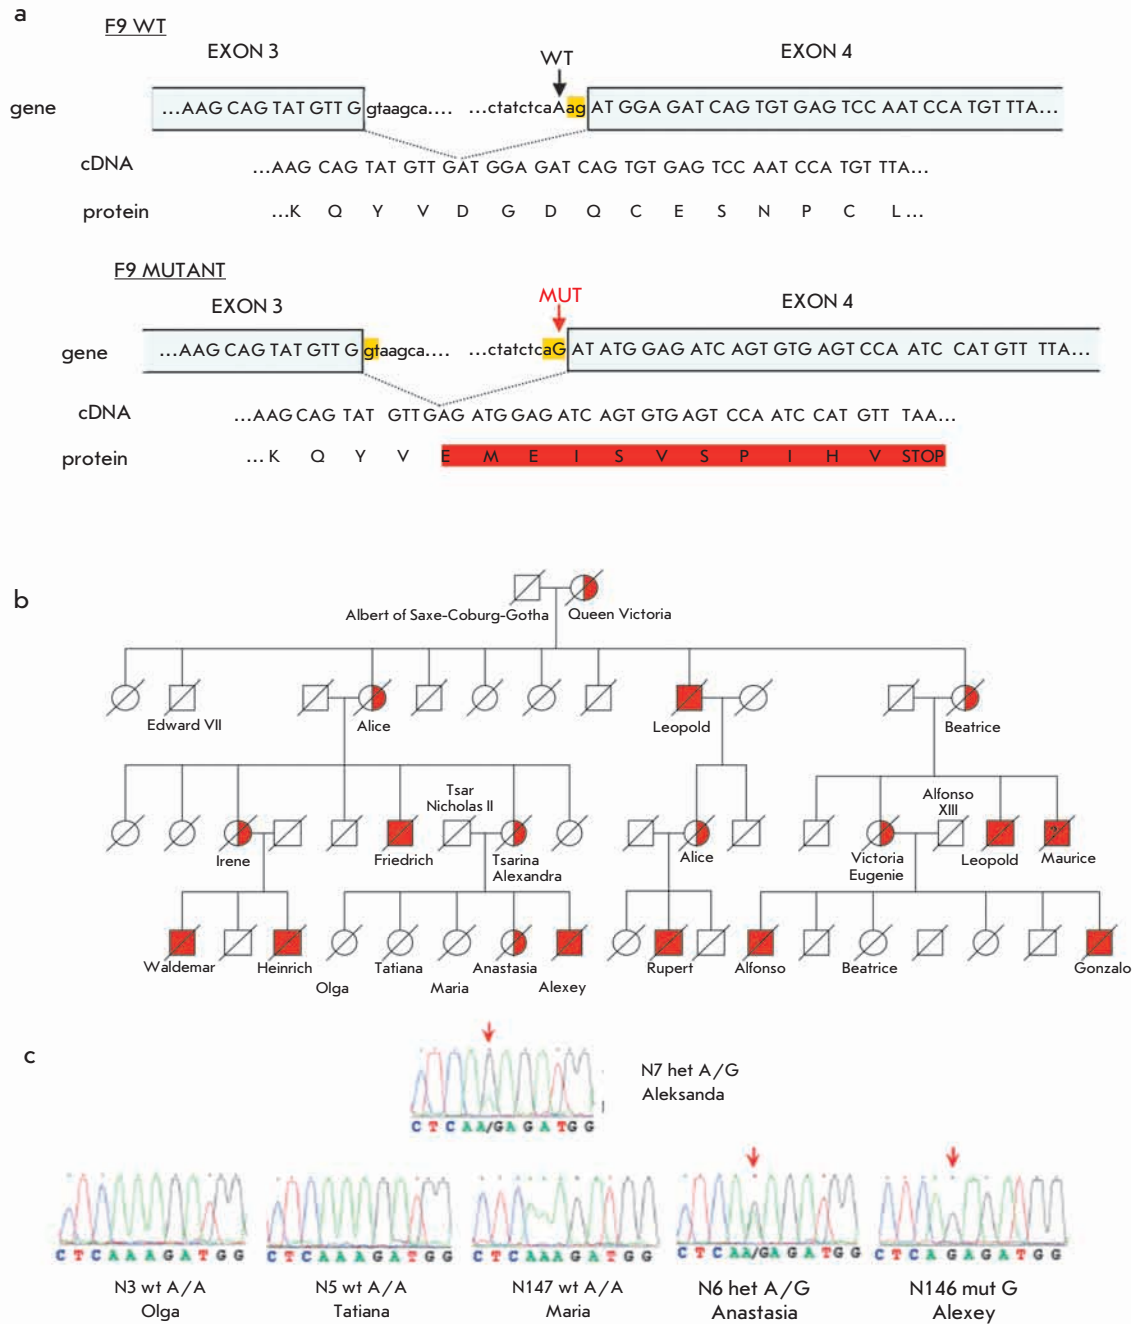 a
F9 WT
EXON 3
WT
EXON 4
gene
...AAG CAG TAT GTT G gtaagca.... ...ctatctcaAag AT GGA GAT CAG TGT GAG TCC AAT CCA TGT TTA...
cDNA
...AAG CAG TAT GTT GAT GGA GAT CAG TGT GAG TCC AAT CCA TGT TTA...
protein
...K Q Y V D G D Q C E S N P C L...
F9 MUTANT
EXON 3
MUT
EXON 4
gene
...AAG CAG TAT GTT G gtaagca.... ...ctatctcaG AT ATG GAG ATC AGT GTG AGT CCA ATC CAT GTT TTA...
cDNA
...AAG CAG TAT GTT GAG ATG GAG ATC AGT GTG AGT CCA ATC CAT GTT TAA...
protein
...K Q Y V E M E I S V S P I H V STOP
b
Albert of Saxe-Coburg-Gotha Queen Victoria
Edward VII
Alice
Leopold
Beatrice
Tsar
Nicholas II
Alfonso
XIII
Irene
Friedrich
Tsarina
Alexandra
Alice
Victoria
Eugenie
Leopold
?
Maurice
Waldemar
Heinrich
Olga
Tatiana
Maria
Anastasia
Alexey
Rupert
Alfonso
Beatrice
Gonzalo
c
N7 het A/G
Aleksanda
C T C A A/G A G A T G G
C T C A A A G A T G G
C T C A A A G A T G G
C T C A A A G A T G G
C T C A A/G A G A T G G
C T C A G A G A T G G
N3 wt A/A
Olga
N5 wt A/A
Tatiana
N147 wt A/A
Maria
N6 het A/G
Anastasia
N146 mut G
Alexey